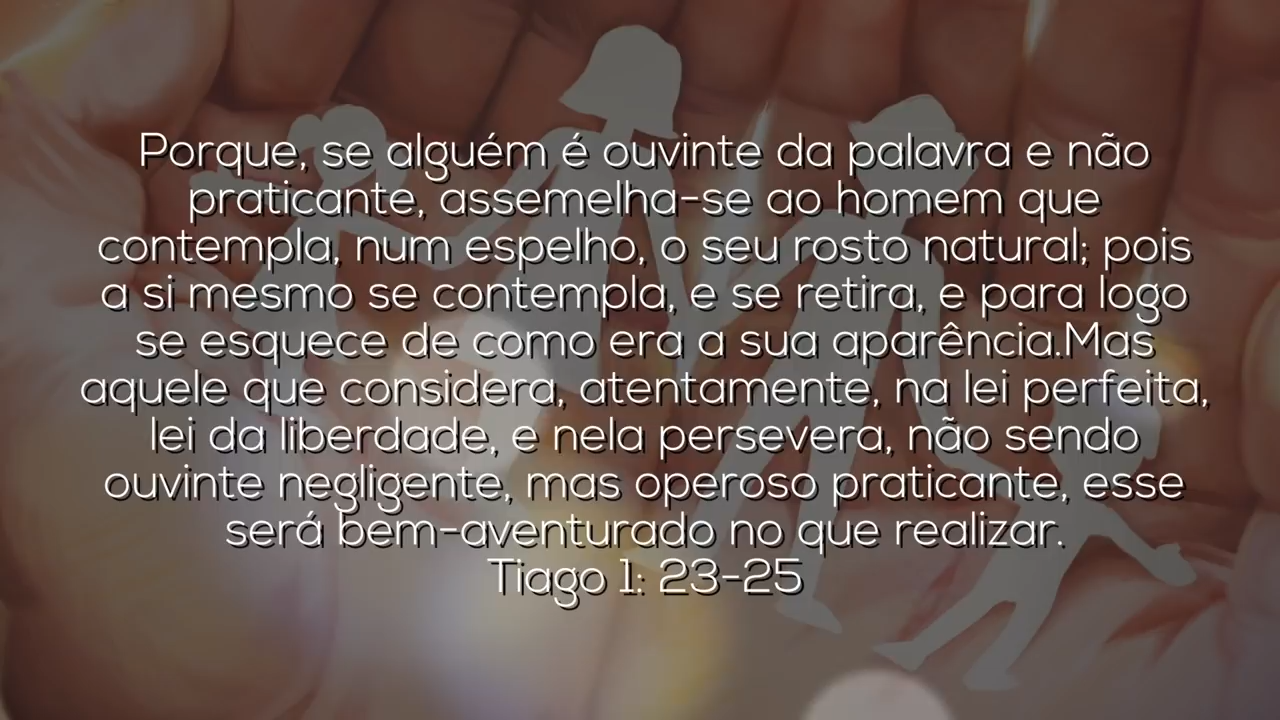 Porque, se alguém é ouvinte da palavra e não
praticante, assemelha-se ao homem que
contempla, num espelho, o seu rosto natural; pois
a si mesmo se contempla, e se retira, e para logo
se esquece de como era a sua aparência.Mas
aquele que considera, atentamente, na lei perfeita,
lei da liberdade, e nela persevera, não sendo
ouvinte negligente, mas operoso praticante, esse
será bem-aventurado no que realizar.
Tiago 1: 23-25